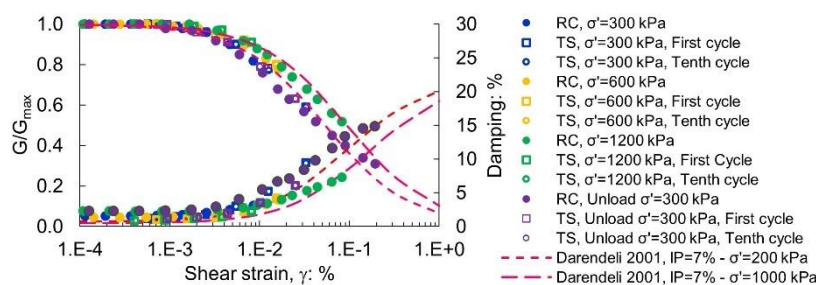 1.0
0.8
0.6
0.4
0.2
0.0
G/Gmax
30
25
20
15
10
5
0
Damping: %
1.E-4 1.E-3 1.E-2 1.E-1 1.E+0
Shear strain, γ: %
RC, σ'=300 kPa
TS, σ'=300 kPa, First cycle
TS, σ'=300 kPa, Tenth cycle
RC, σ'=600 kPa
TS, σ'=600 kPa, First cycle
TS, σ'=600 kPa, Tenth cycle
RC, σ'=1200 kPa
TS, σ'=1200 kPa, First Cycle
TS, σ'=1200 kPa, Tenth cycle
RC, Unload σ'=300 kPa
TS, Unload σ'=300 kPa, First cycle
TS, Unload σ'=300 kPa, Tenth cycle
Darendeli 2001, IP=7% - σ'=200 kPa
Darendeli 2001, IP=7% - σ'=1000 kPa